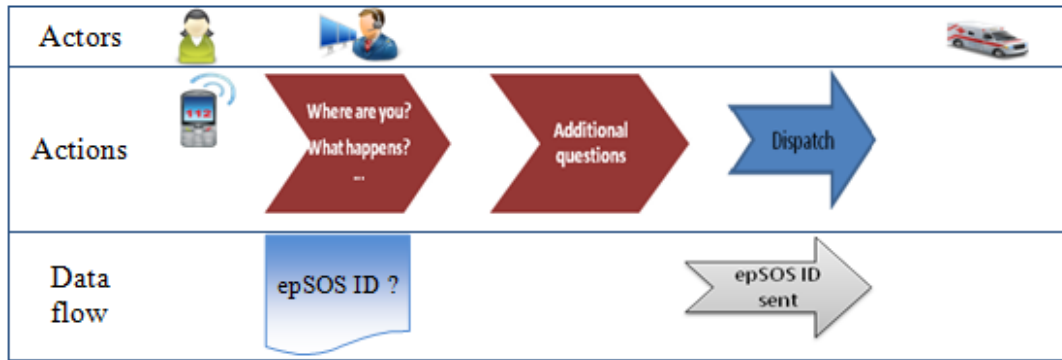 Actors
Actions
112
Where are you?
What happens?
...
Additional
questions
Dispatch
Data
flow
epSOS ID ?
epSOS ID
sent